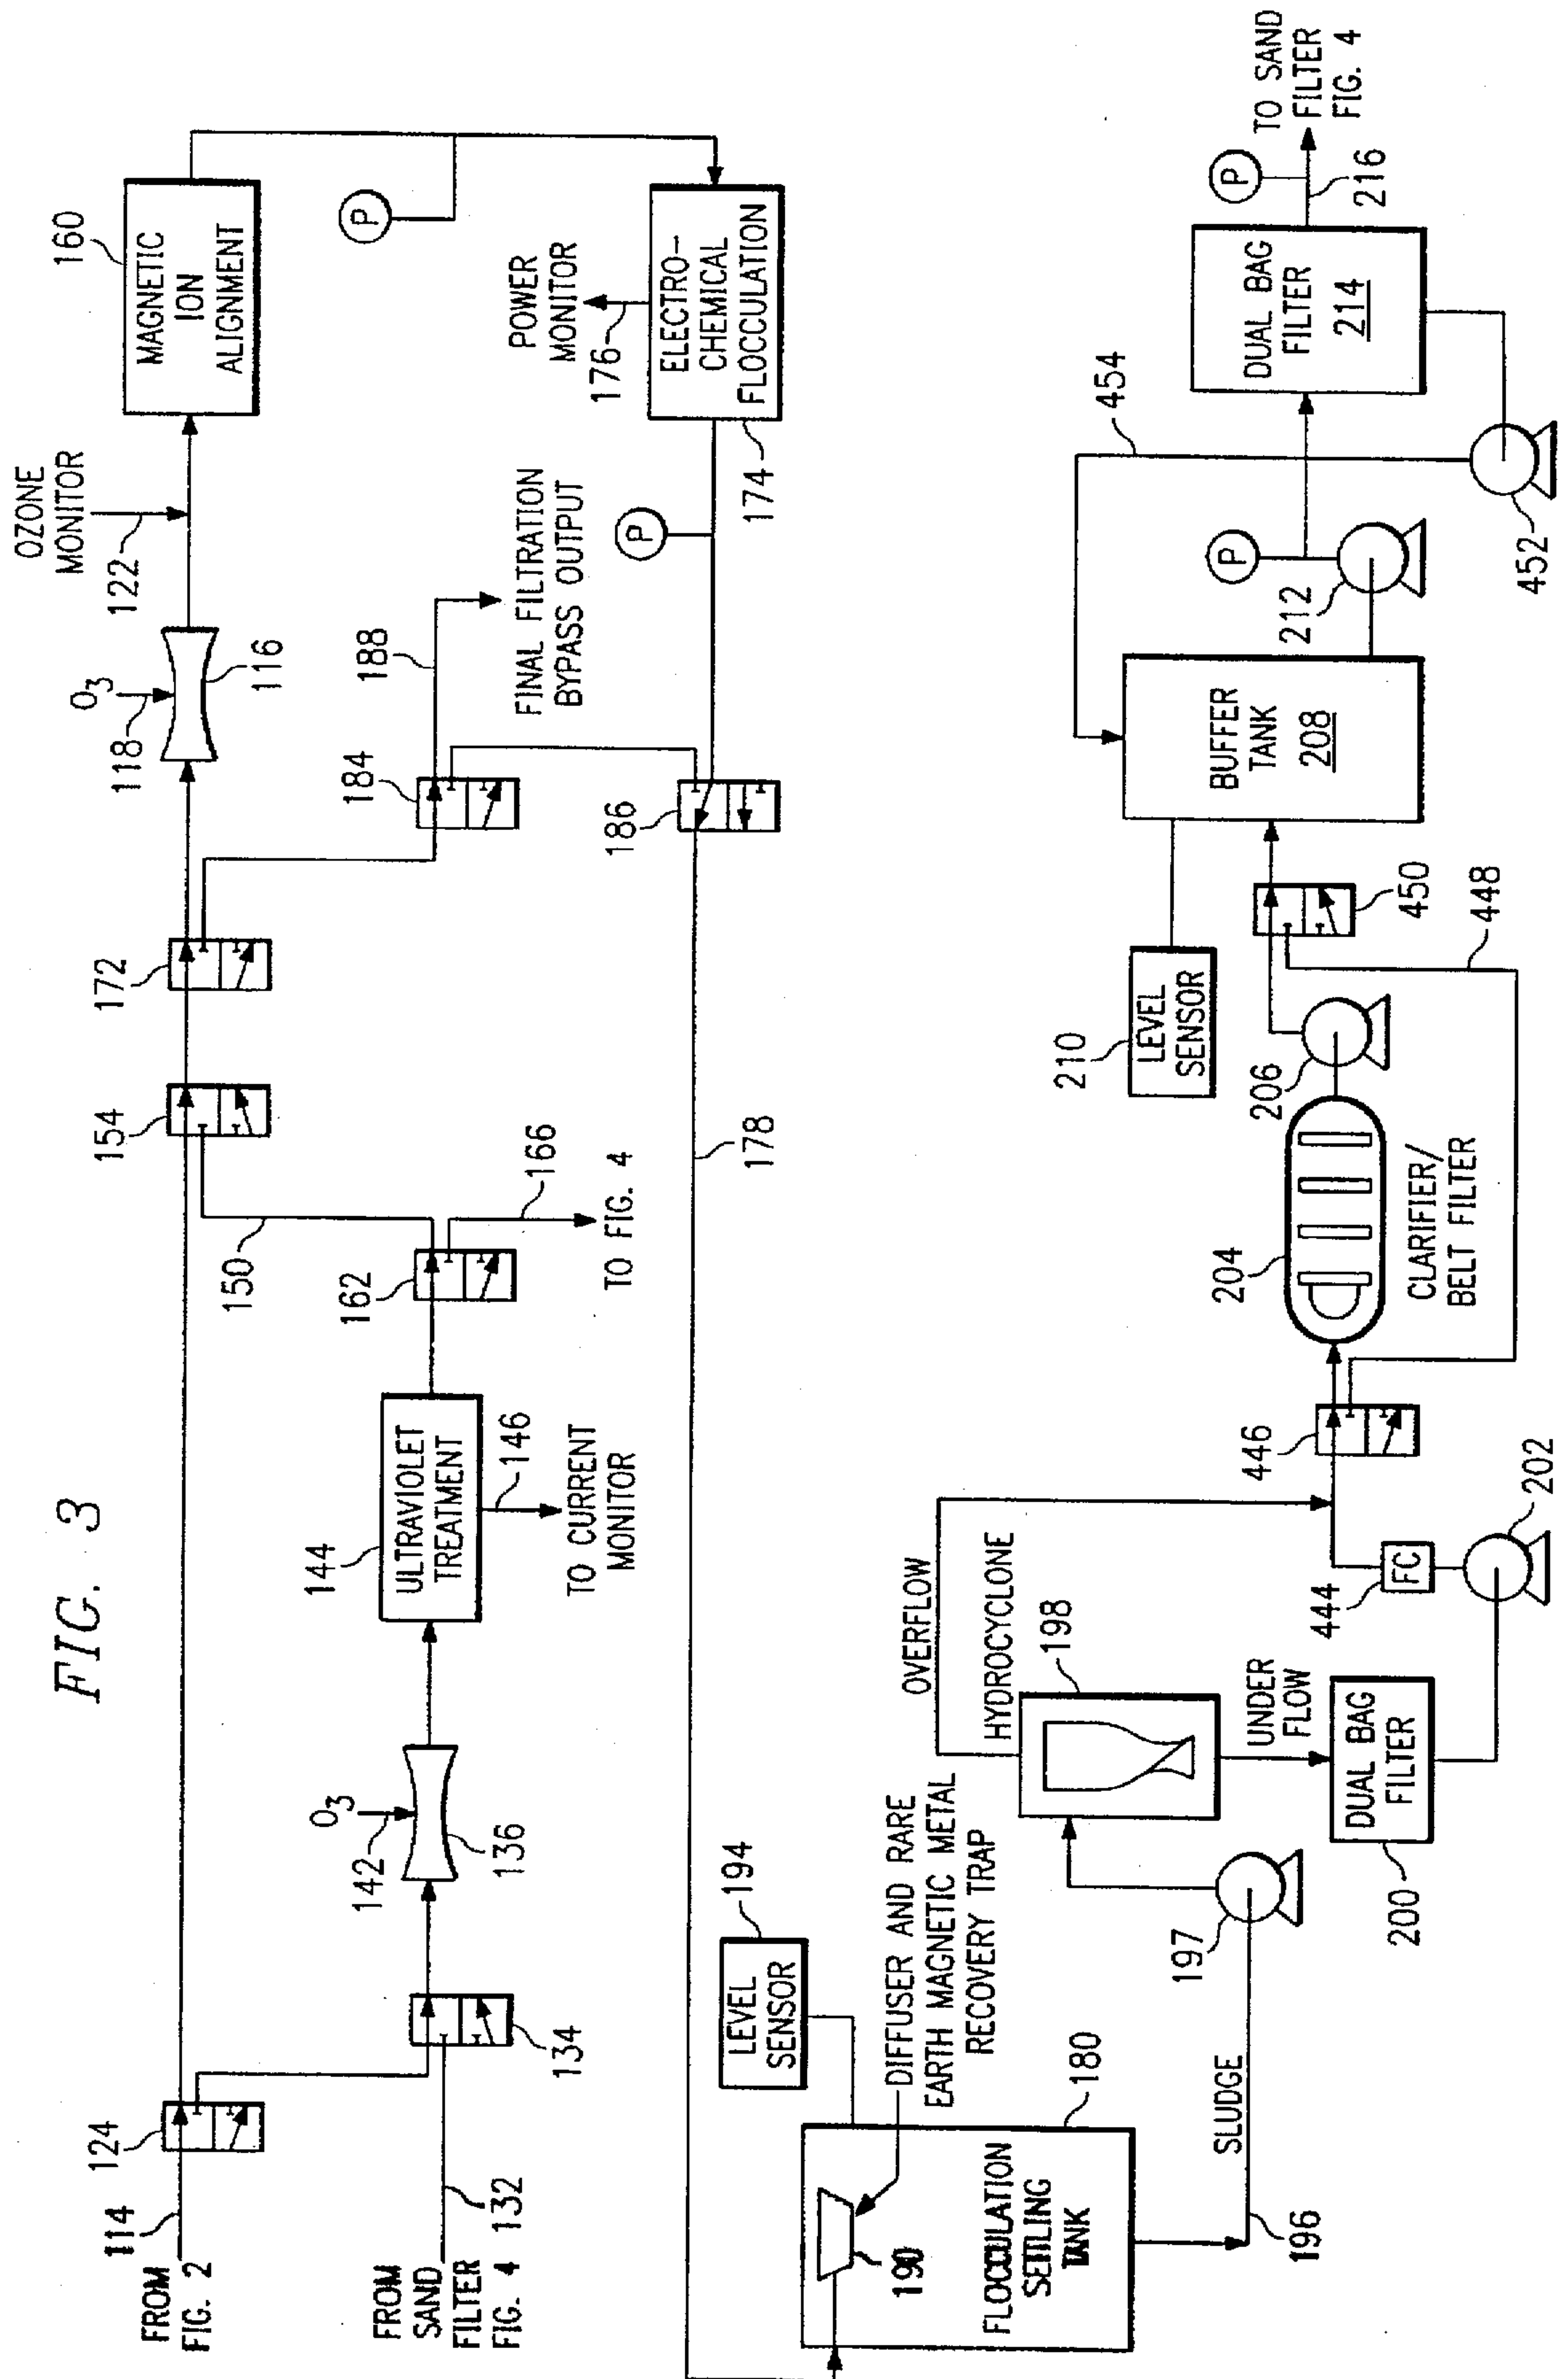 FIG. 3
FROM
FIG. 2
114
124
154
172
O3
118
116
OZONE
MONITOR
122
160
MAGNETIC
ION
ALIGNMENT
P
FROM
SAND
FILTER
FIG. 4
132
134
O3
142
136
144
ULTRAVIOLET
TREATMENT
146
TO CURRENT
MONITOR
150
162
166
TO FIG. 4
184
188
FINAL FILTRATION
BYPASS OUTPUT
186
P
POWER
MONITOR
176
ELECTRO-
CHEMICAL
FLOCCULATION
174
178
LEVEL
SENSOR
194
DIFFUSER AND RARE
EARTH MAGNETIC METAL
RECOVERY TRAP
190
FLOCCULATION
SETTLING
TANK
180
SLUDGE
196
197
OVERFLOW
HYDROCYCLONE
198
UNDER
FLOW
DUAL BAG
FILTER
200
202
444
FC
446
204
CLARIFIER/
BELT FILTER
206
448
450
210
LEVEL
SENSOR
BUFFER
TANK
208
212
P
454
452
DUAL BAG
FILTER
214
P
216
TO SAND
FILTER
FIG. 4